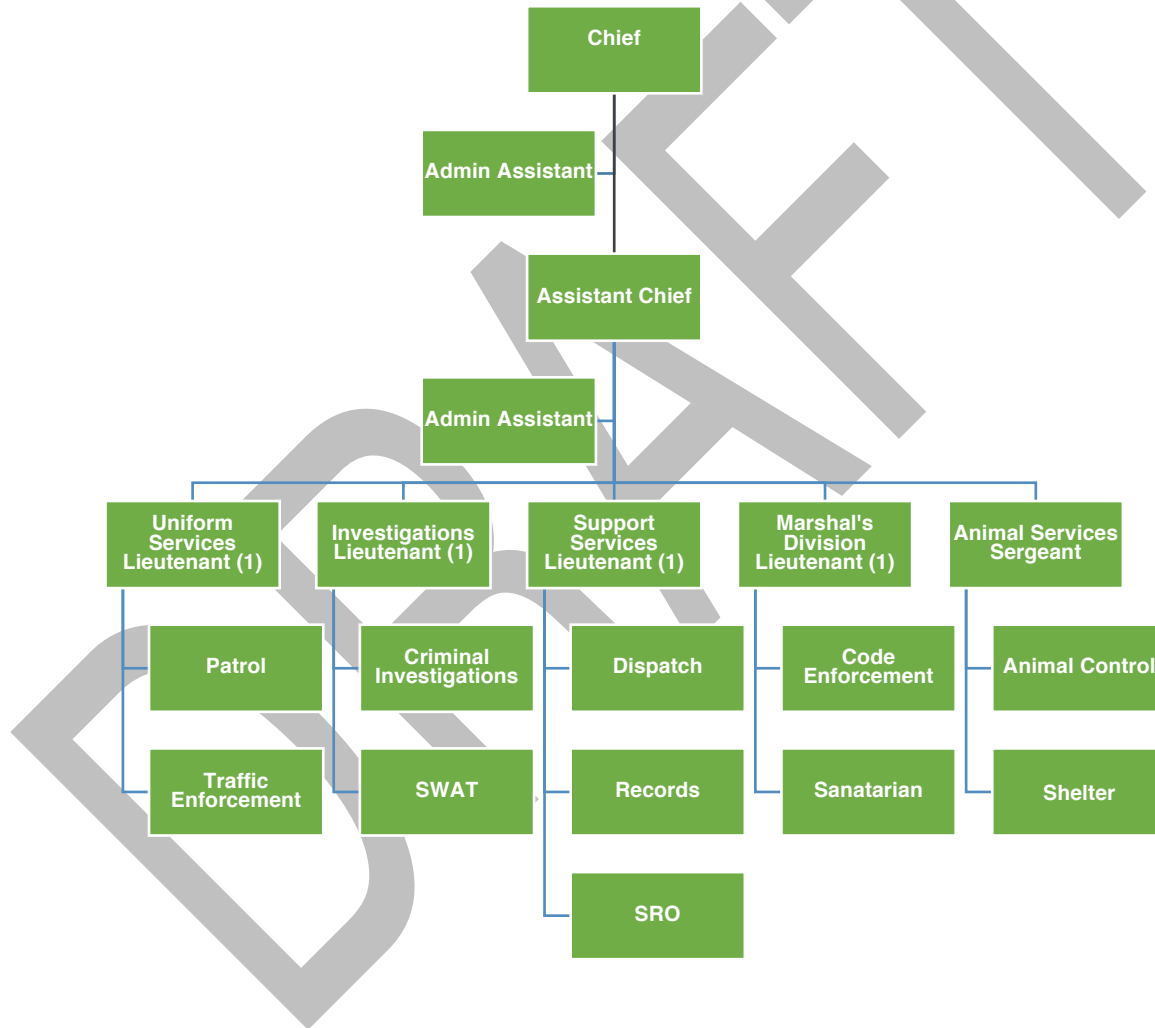 Chief
Admin Assistant
Assistant Chief
Admin Assistant
Uniform
Services
Lieutenant (1)
Investigations
Lieutenant (1)
Support
Services
Lieutenant (1)
Marshal's
Division
Lieutenant (1)
Animal Services
Sergeant
Patrol
Criminal
Investigations
Dispatch
Code
Enforcement
Animal Control
Traffic
Enforcement
SWAT
Records
Sanatarian
Shelter
SRO
DRAFT